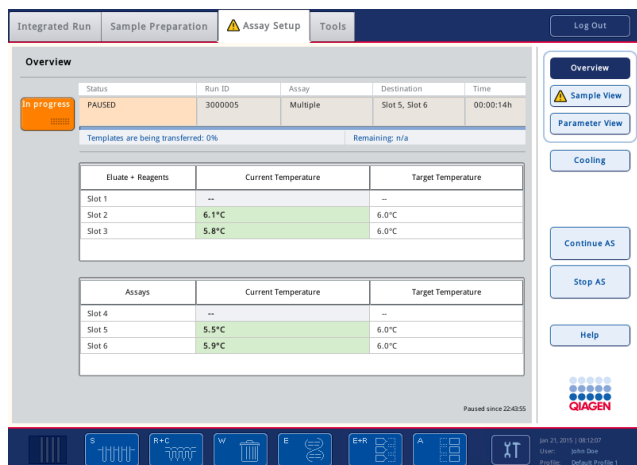 Integrated Run
Sample Preparation
Assay Setup
Tools
Log Out
Overview
Status
Run ID
Assay
Destination
Time
In progress
PAUSED
3000005
Multiple
Slot 5, Slot 6
00:00:14h
Templates are being transferred: 0%
Remaining: n/a
Eluate + Reagents
Current Temperature
Target Temperature
Slot 1
--
--
Slot 2
6.1°C
6.0°C
Slot 3
5.8°C
6.0°C
Assays
Current Temperature
Target Temperature
Slot 4
--
--
Slot 5
5.5°C
6.0°C
Slot 6
5.9°C
6.0°C
Paused since 22:43:55
Overview
Sample View
Parameter View
Cooling
Continue AS
Stop AS
Help
QIAGEN
S
R+C
W
E
E+R
A
Jan 21, 2015 | 08:12:07
User: John Doe
Profile: Default Profile 1